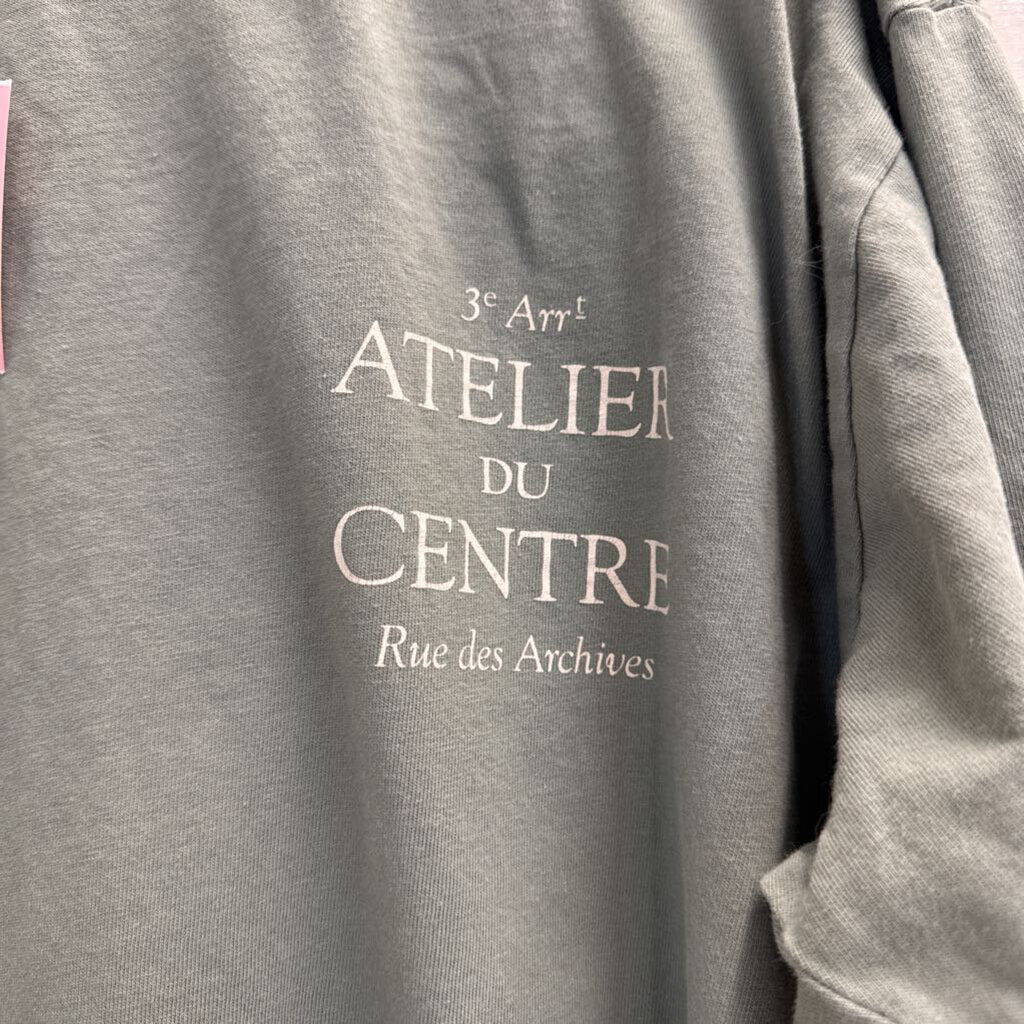 3ᵉ Arrᵗ
ATELIER
DU
CENTRE
Rue des Archives